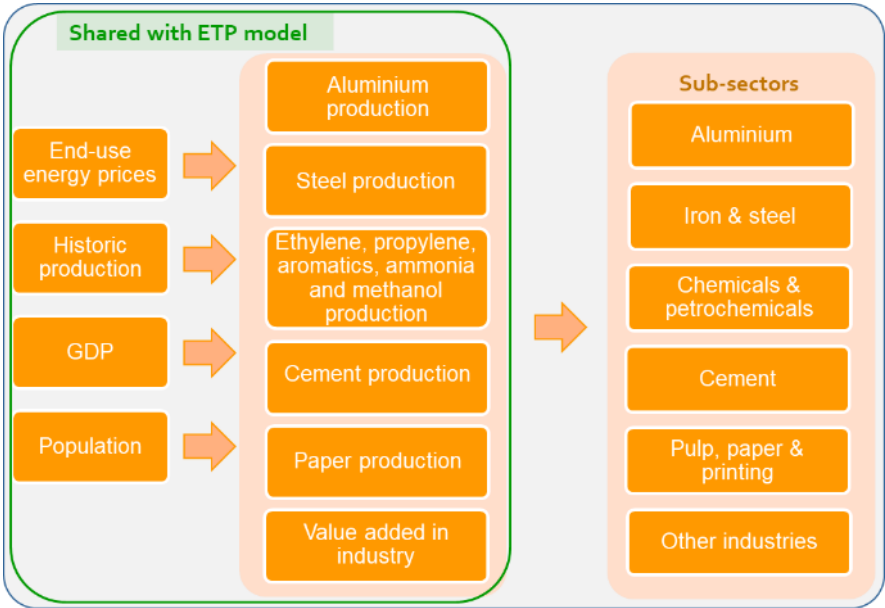 Shared with ETP model
End-use
energy prices
Historic
production
GDP
Population
Aluminium
production
Steel production
Ethylene, propylene,
aromatics, ammonia
and methanol
production
Cement production
Paper production
Value added in
industry
Sub-sectors
Aluminium
Iron & steel
Chemicals &
petrochemicals
Cement
Pulp, paper &
printing
Other industries